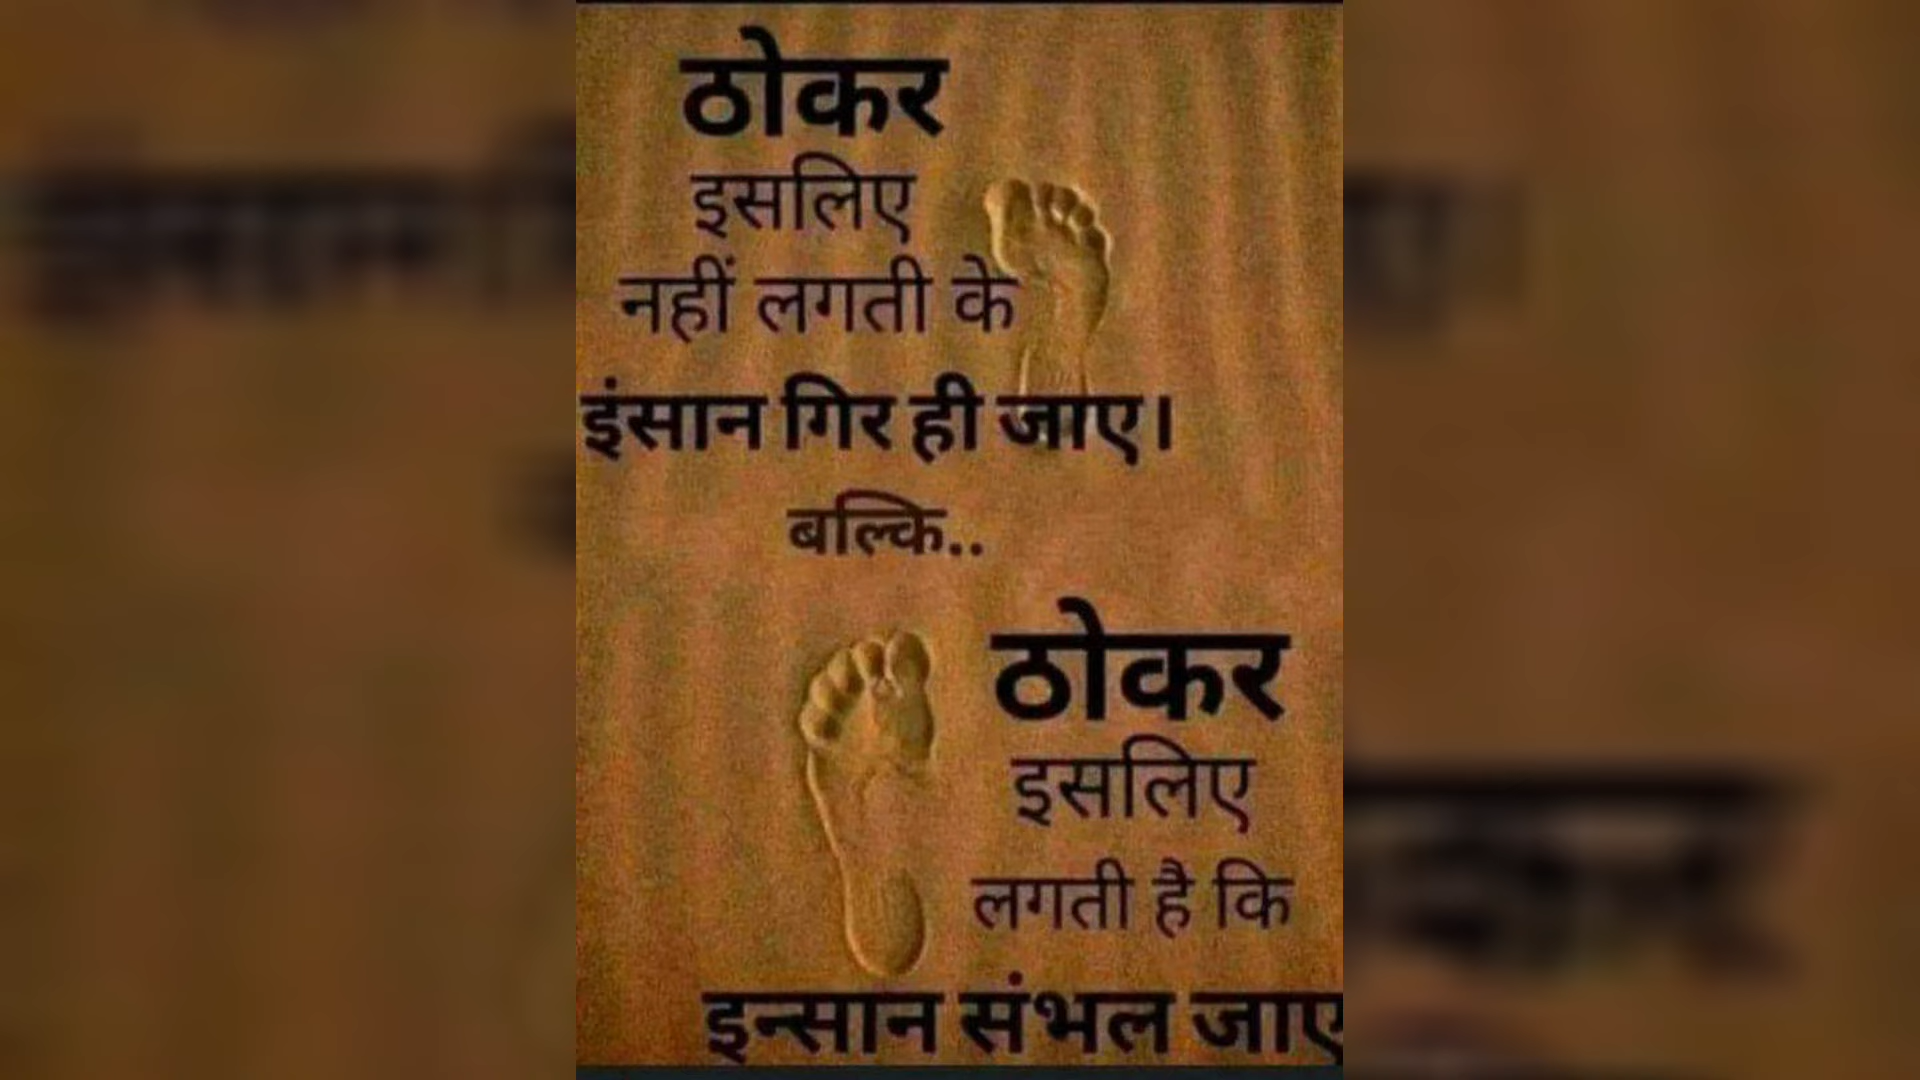 ठोकर
इसलिए
नहीं लगती के
इंसान गिर ही जाए।
बल्कि..
ठोकर
इसलिए
लगती है कि
इन्सान संभल जाए